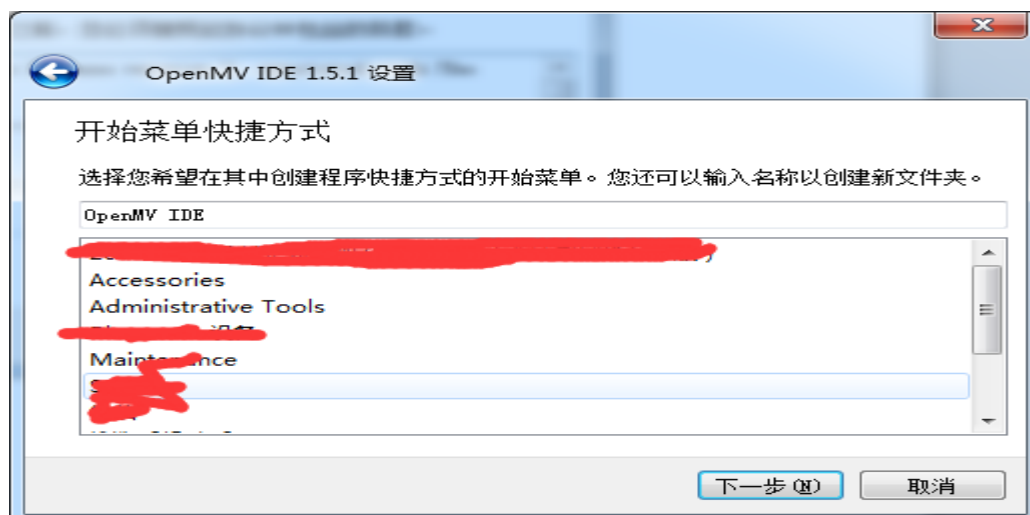 OpenMV IDE 1.5.1 设置
开始菜单快捷方式
选择您希望在其中创建程序快捷方式的开始菜单。您还可以输入名称以创建新文件夹。
OpenMV IDE
Accessories
Administrative Tools
设备
Maintenance
下一步(N)
取消